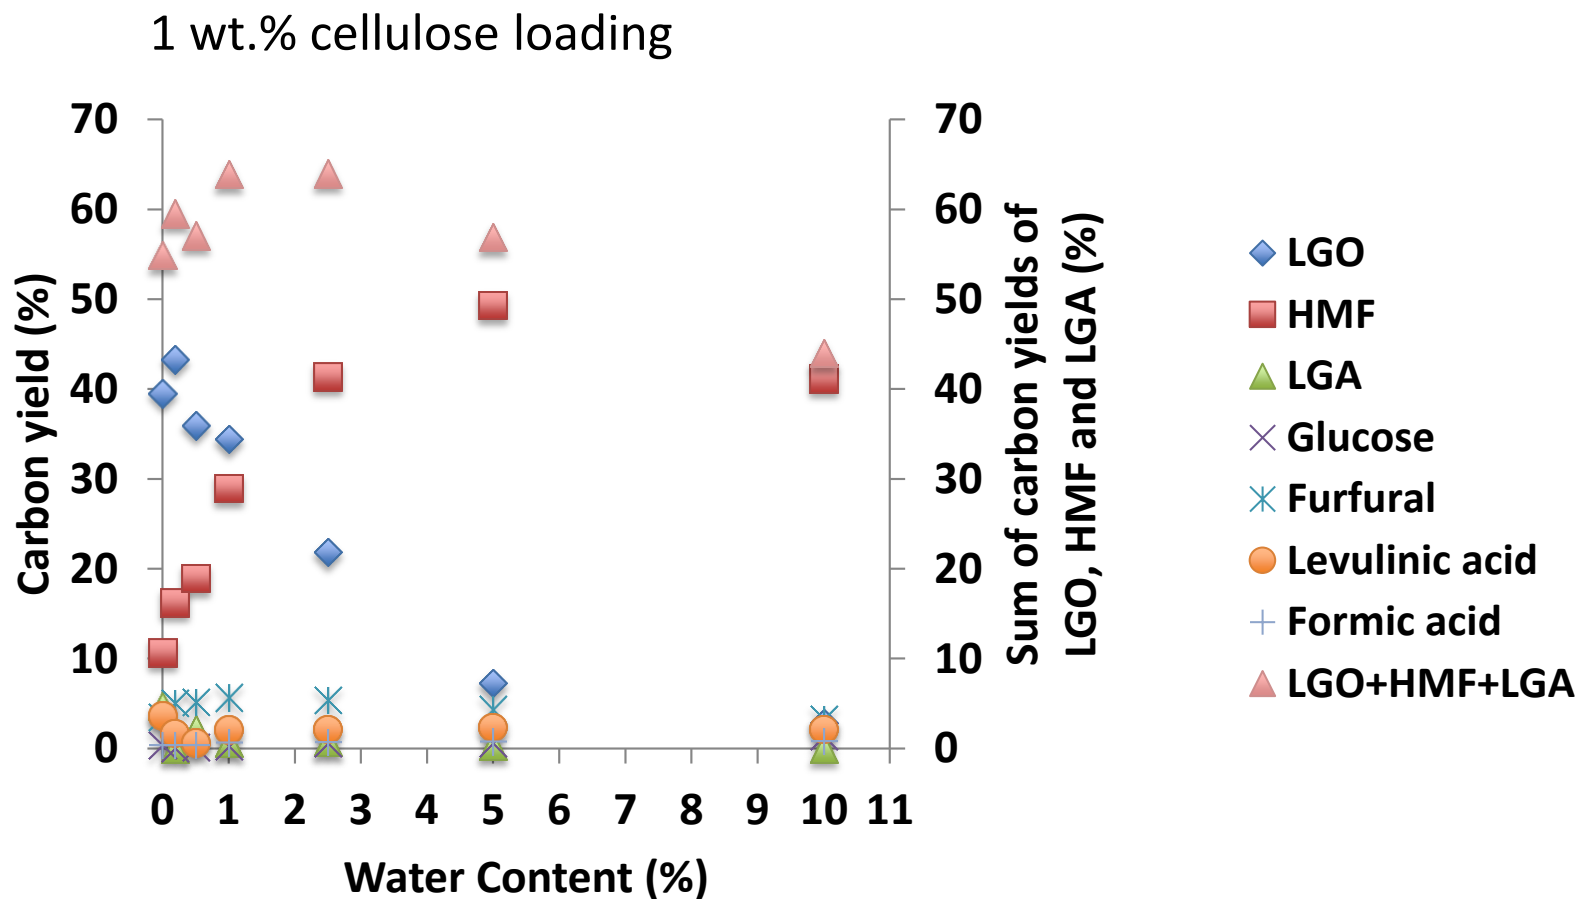 1 wt.% cellulose loading
70
60
50
40
30
20
10
0
Carbon yield (%)
0 1 2 3 4 5 6 7 8 9 10 11
Water Content (%)
70
60
50
40
30
20
10
0
Sum of carbon yields of
LGO, HMF and LGA (%)
LGO
HMF
LGA
Glucose
Furfural
Levulinic acid
Formic acid
LGO+HMF+LGA